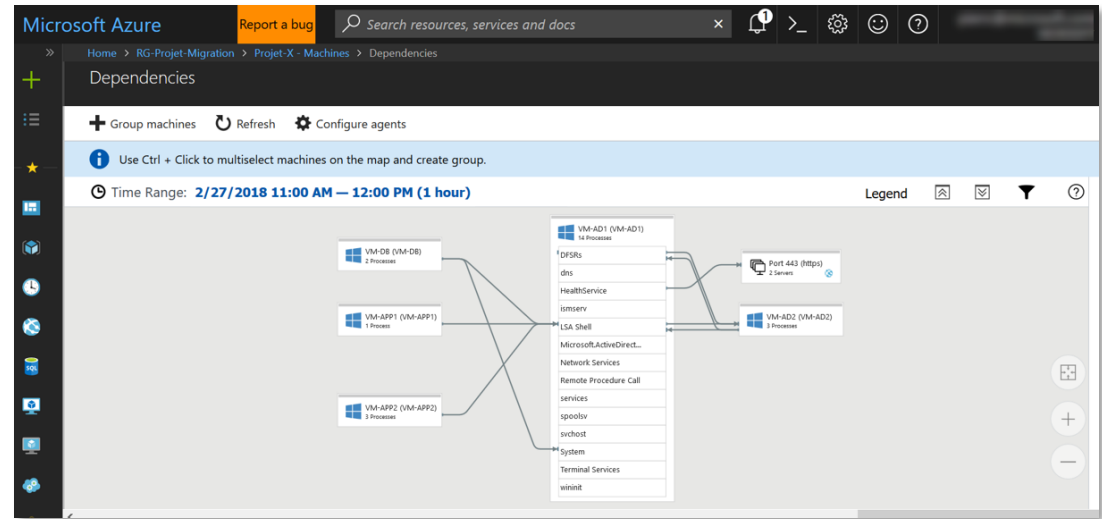 Microsoft Azure
Report a bug
Search resources, services and docs
1
Home > RG-Projet-Migration > Projet-X - Machines > Dependencies
Dependencies
Group machines
Refresh
Configure agents
Use Ctrl + Click to multiselect machines on the map and create group.
Time Range: 2/27/2018 11:00 AM — 12:00 PM (1 hour)
Legend
VM-DB (VM-DB)
2 Processes
VM-APP1 (VM-APP1)
1 Process
VM-APP2 (VM-APP2)
3 Processes
VM-AD1 (VM-AD1)
14 Processes
DFSRs
dns
HealthService
ismserv
LSA Shell
Microsoft.ActiveDirect...
Network Services
Remote Procedure Call
services
spoolsv
svchost
System
Terminal Services
wininit
Port 443 (https)
2 Servers
VM-AD2 (VM-AD2)
3 Processes
SQL